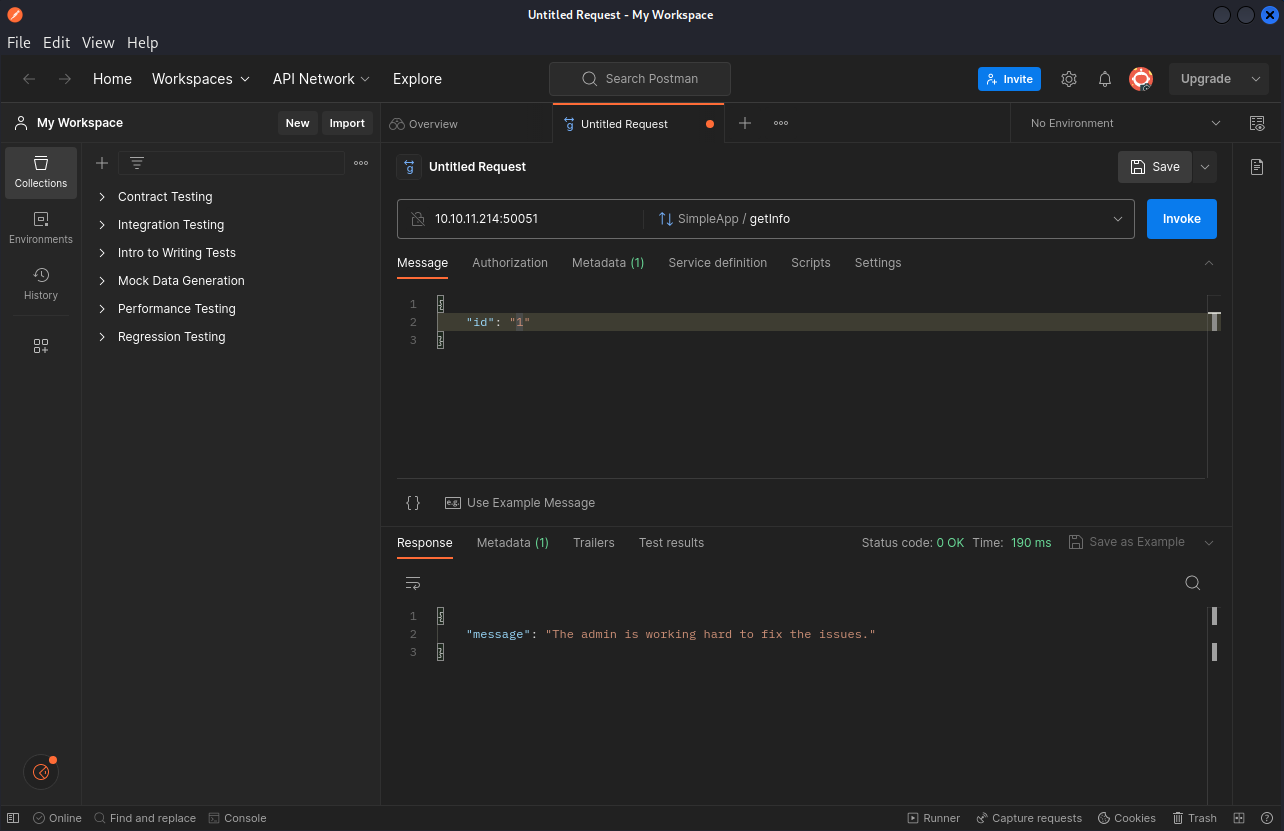 Untitled Request - My Workspace
File Edit View Help
Home Workspaces API Network Explore Search Postman Invite Upgrade
My Workspace New Import Overview Untitled Request No Environment
Collections
Environments
History
Contract Testing
Integration Testing
Intro to Writing Tests
Mock Data Generation
Performance Testing
Regression Testing
g Untitled Request Save
10.10.11.214:50051 SimpleApp / getInfo Invoke
Message Authorization Metadata (1) Service definition Scripts Settings
1 {
2 "id": "1"
3 }
{} e.g. Use Example Message
Response Metadata (1) Trailers Test results Status code: 0 OK Time: 190 ms Save as Example
1 {
2 "message": "The admin is working hard to fix the issues."
3 }
Online Find and replace Console Runner Capture requests Cookies Trash